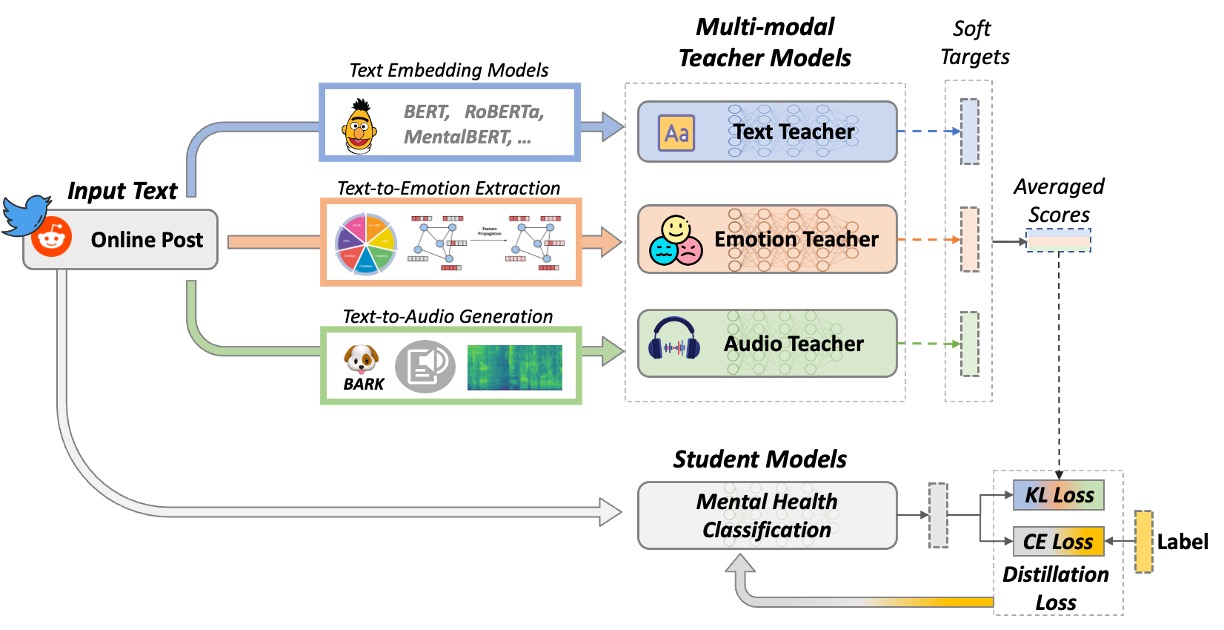 Multi-modal
Teacher Models
Soft
Targets
Text Embedding Models
BERT, RoBERTa,
MentalBERT, ...
Aa
Text Teacher
Input Text
Online Post
Text-to-Emotion Extraction
Feature
Propagation
Emotion Teacher
Averaged
Scores
Text-to-Audio Generation
BARK
Audio Teacher
Student Models
Mental Health
Classification
KL Loss
CE Loss
Label
Distillation
Loss